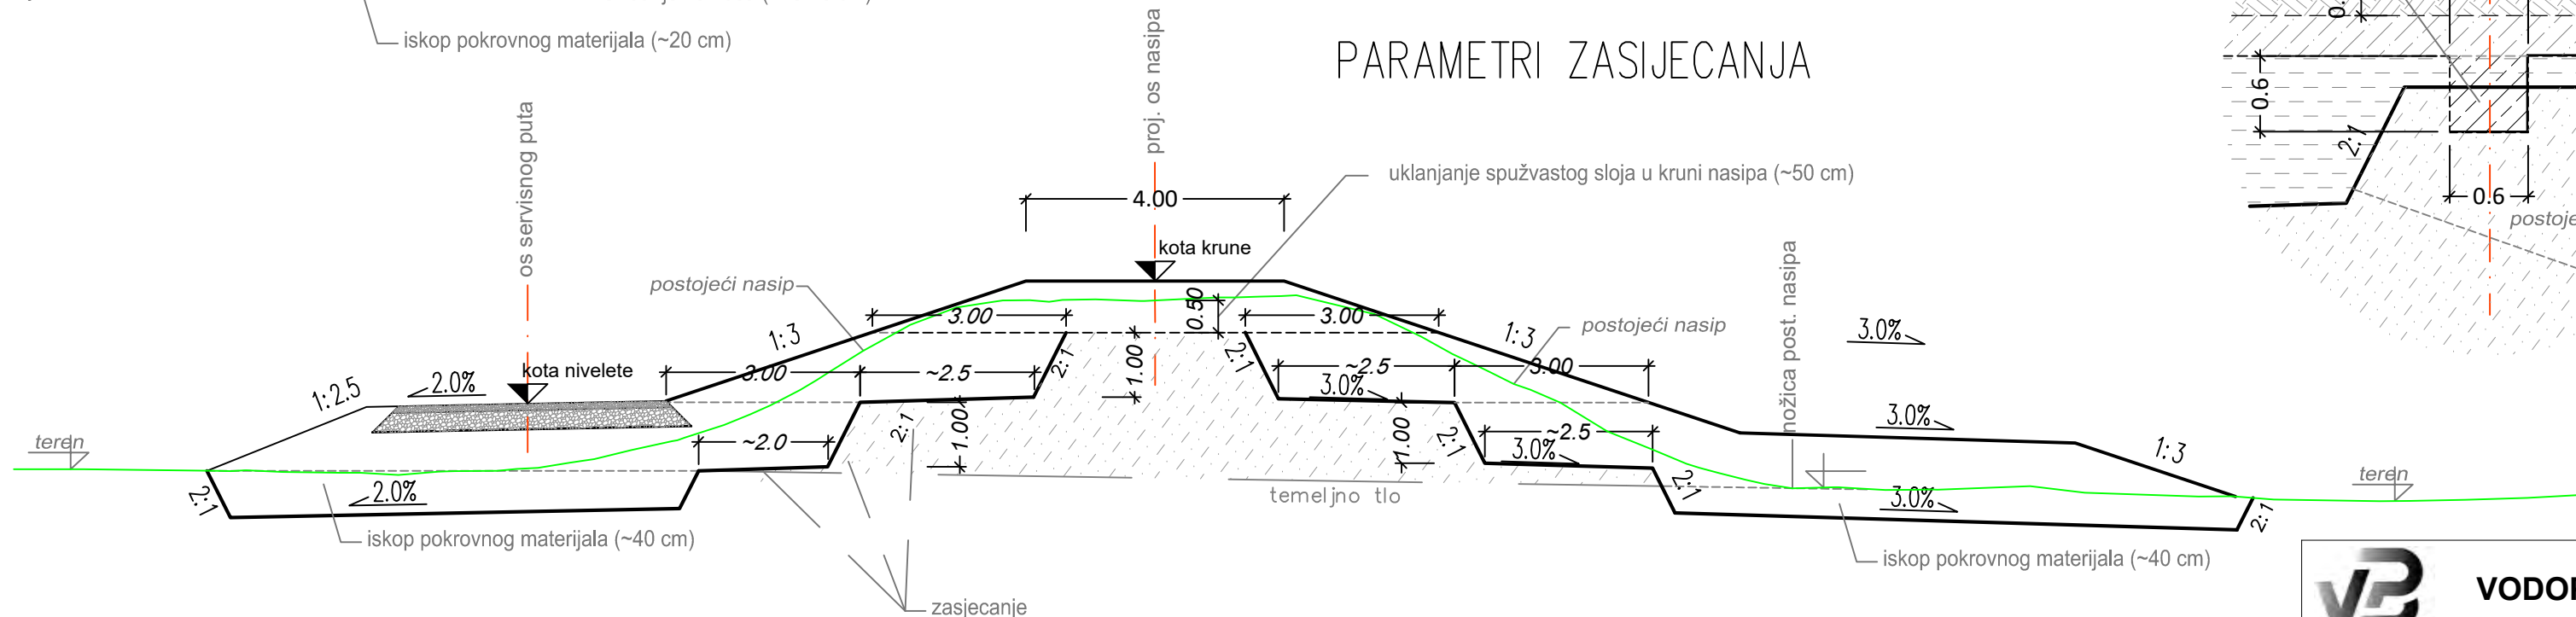 iskop pokrovnog materijala (~20 cm)
PARAMETRI ZASIJECANJA
proj. os nasipa
os servisnog puta
0.6
2:1
0.6
uklanjanje spužvastog sloja u kruni nasipa (~50 cm)
4.00
kota krune
postojeći nasip
nožica post. nasipa
0.50
3.00
3.00
1:3
1:3
postojeći nasip
3.0%
kota nivelete
1:2.5
2.0%
3.00
~2.5
2:1
1.00
2:1
~2.5
3.00
3.0%
3.0%
teren
~2.0
2:1
1.00
1.00
2:1
~2.5
3.0%
1:3
teren
2:1
2.0%
temeljno tlo
2:1
3.0%
2:1
iskop pokrovnog materijala (~40 cm)
iskop pokrovnog materijala (~40 cm)
zasjecanje
VPB